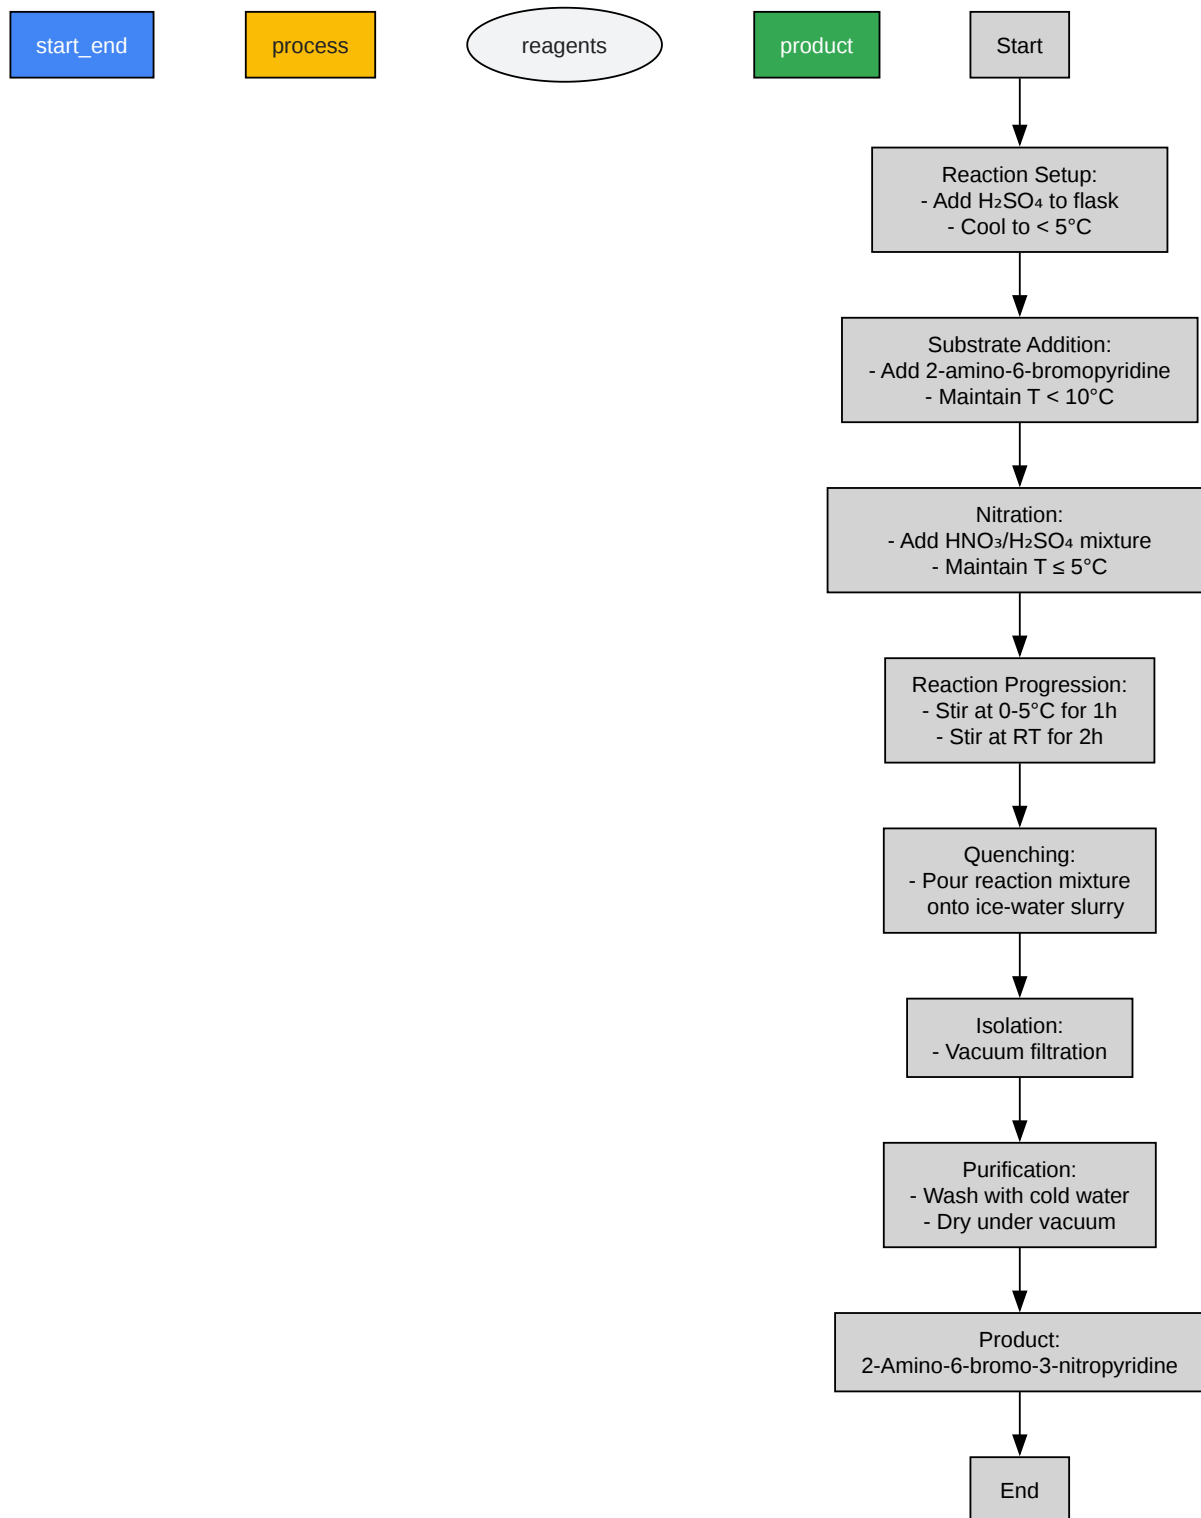 start_end
process
reagents
product
Start
Reaction Setup:
- Add H₂SO₄ to flask
- Cool to < 5°C
Substrate Addition:
- Add 2-amino-6-bromopyridine
- Maintain T < 10°C
Nitration:
- Add HNO₃/H₂SO₄ mixture
- Maintain T ≤ 5°C
Reaction Progression:
- Stir at 0-5°C for 1h
- Stir at RT for 2h
Quenching:
- Pour reaction mixture
onto ice-water slurry
Isolation:
- Vacuum filtration
Purification:
- Wash with cold water
- Dry under vacuum
Product:
2-Amino-6-bromo-3-nitropyridine
End